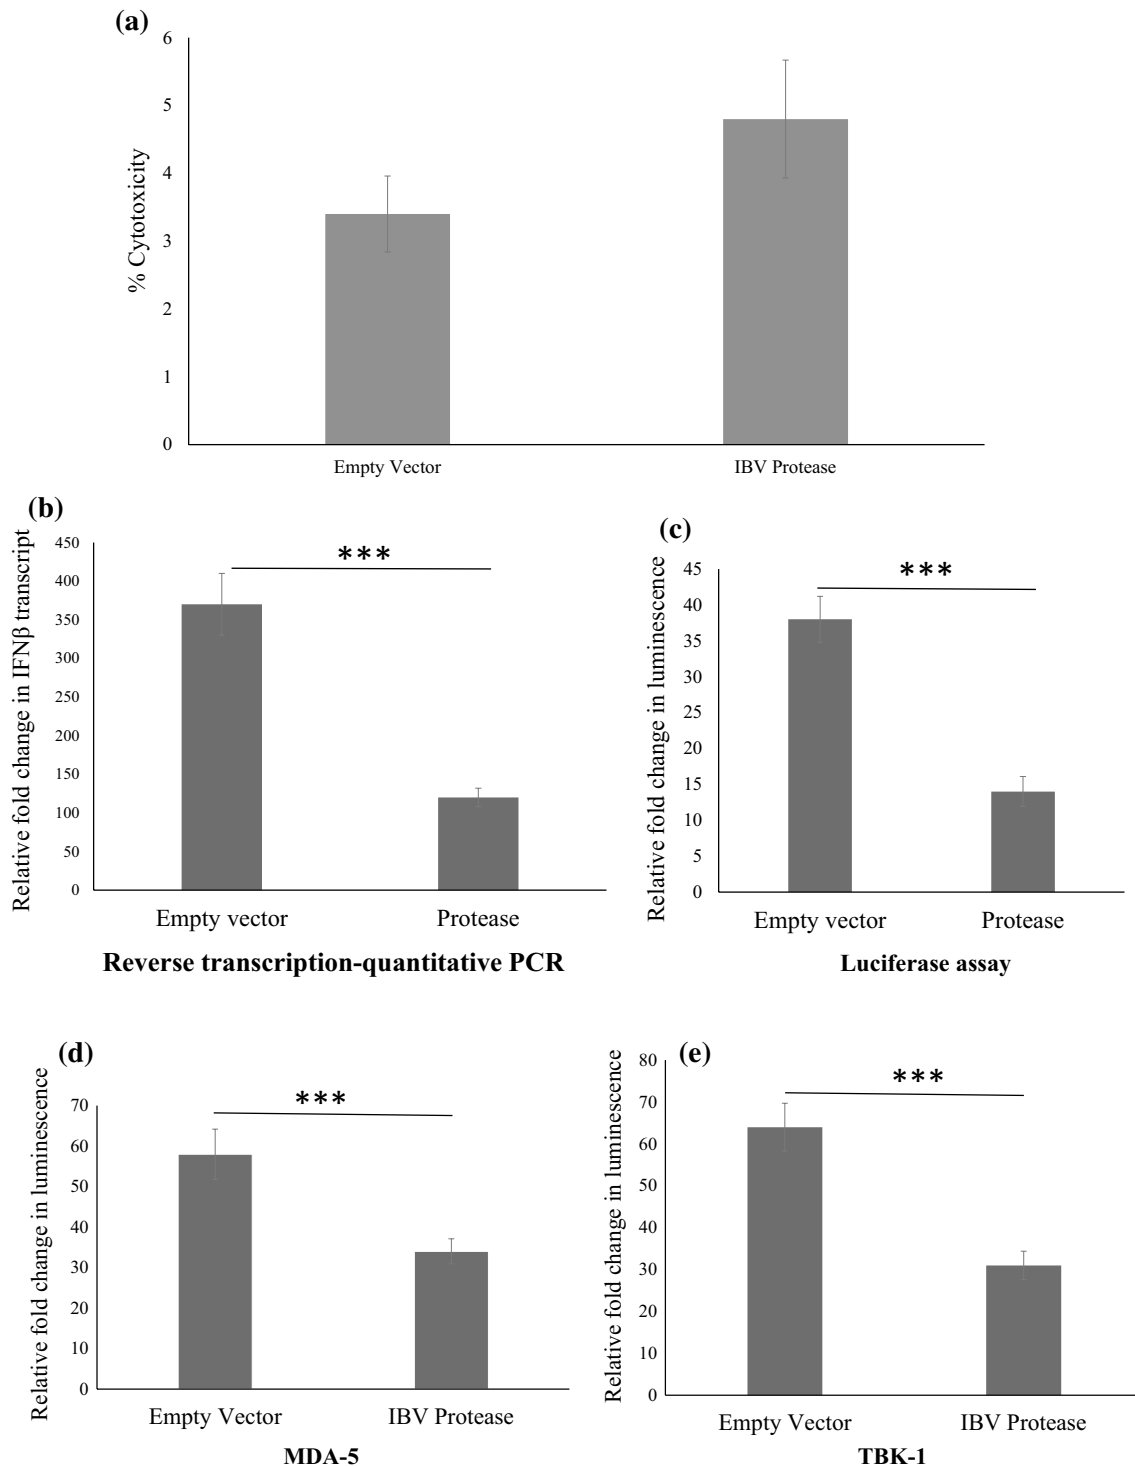 (a)
% Cytotoxicity
6
5
4
3
2
1
0
Empty Vector IBV Protease
(b)
Relative fold change in IFNβ transcript
450
400
350
300
250
200
150
100
50
0
***
Empty vector Protease
Reverse transcription-quantitative PCR
(c)
Relative fold change in luminescence
45
40
35
30
25
20
15
10
5
0
***
Empty vector Protease
Luciferase assay
(d)
Relative fold change in luminescence
70
60
50
40
30
20
10
0
***
Empty Vector IBV Protease
MDA-5
(e)
Relative fold change in luminescence
80
70
60
50
40
30
20
10
0
***
Empty Vector IBV Protease
TBK-1